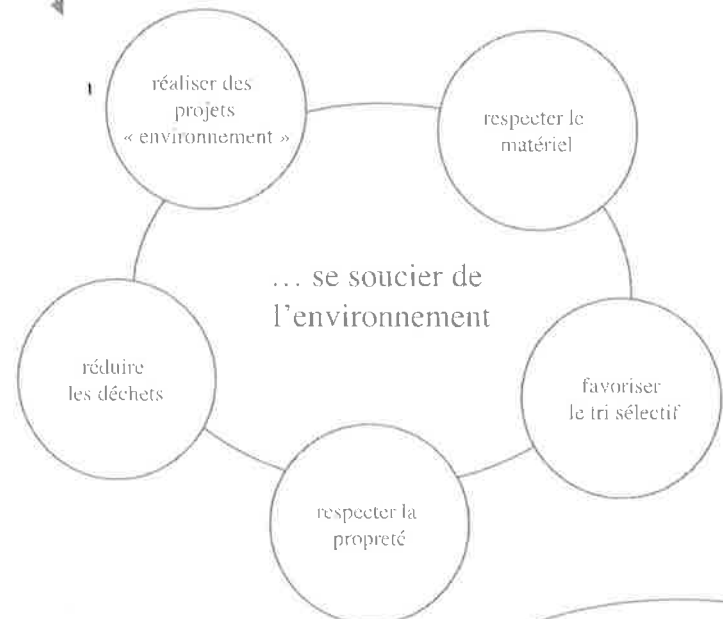 réaliser des
projets
« environnement »
respecter le
matériel
... se soucier de
l'environnement
réduire
les déchets
favoriser
le tri sélectif
respecter la
propreté